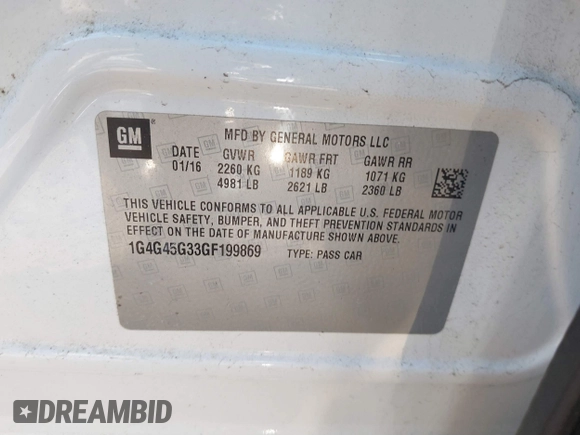 GM
MFD BY GENERAL MOTORS LLC
DATE GVWR GAWR FRT GAWR RR
01/16 2260 KG 1189 KG 1071 KG
4981 LB 2621 LB 2360 LB
THIS VEHICLE CONFORMS TO ALL APPLICABLE U.S. FEDERAL MOTOR
VEHICLE SAFETY, BUMPER, AND THEFT PREVENTION STANDARDS IN
EFFECT ON THE DATE OF MANUFACTURE SHOWN ABOVE.
1G4G45G33GF199869 TYPE: PASS CAR
DREAMBID